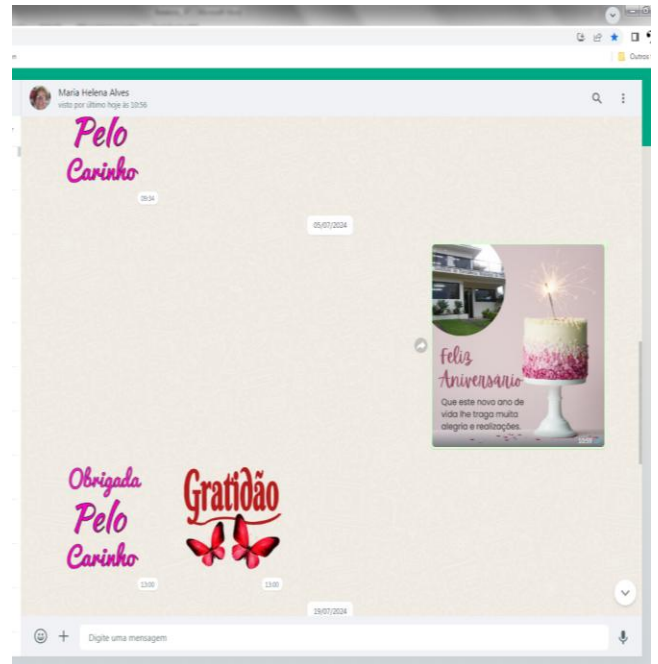 Outros
Maria Helena Alves
visto por último hoje às 10:56
Pelo
Carinho
09:34
05/07/2024
Feliz
Aniversário
Que este novo ano de
vida lhe traga muita
alegria e realizações.
Obrigada
Pelo
Carinho
13:00
Gratidão
13:00
19/07/2024
Digite uma mensagem